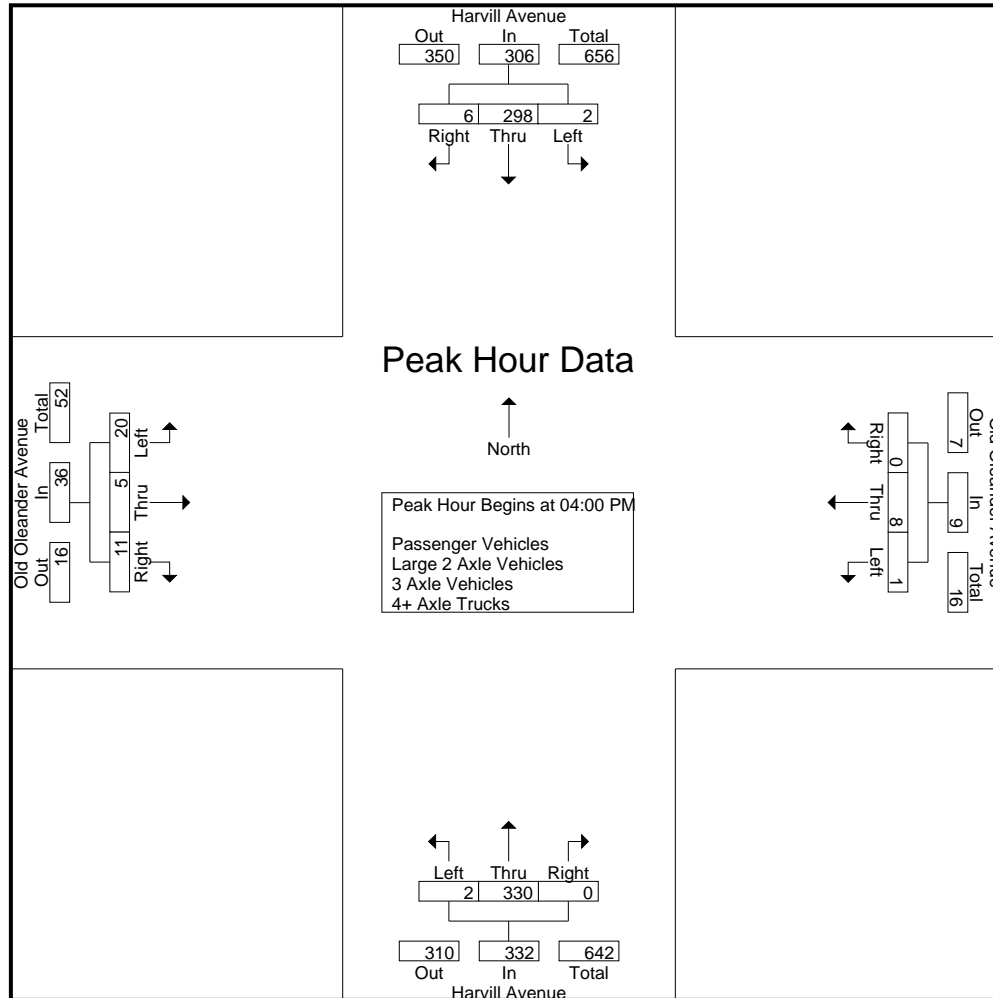 Harvill Avenue
Out In Total
350 306 656
6 298 2
Right Thru Left
Peak Hour Data
North
Peak Hour Begins at 04:00 PM
Passenger Vehicles
Large 2 Axle Vehicles
3 Axle Vehicles
4+ Axle Trucks
Old Oleander Avenue
Out In Total
16 36 52
11 5 20
Right Thru Left
Out In Total
7 9 16
0 8 1
Right Thru Left
Left Thru Right
2 330 0
310 332 642
Out In Total
Harvill Avenue